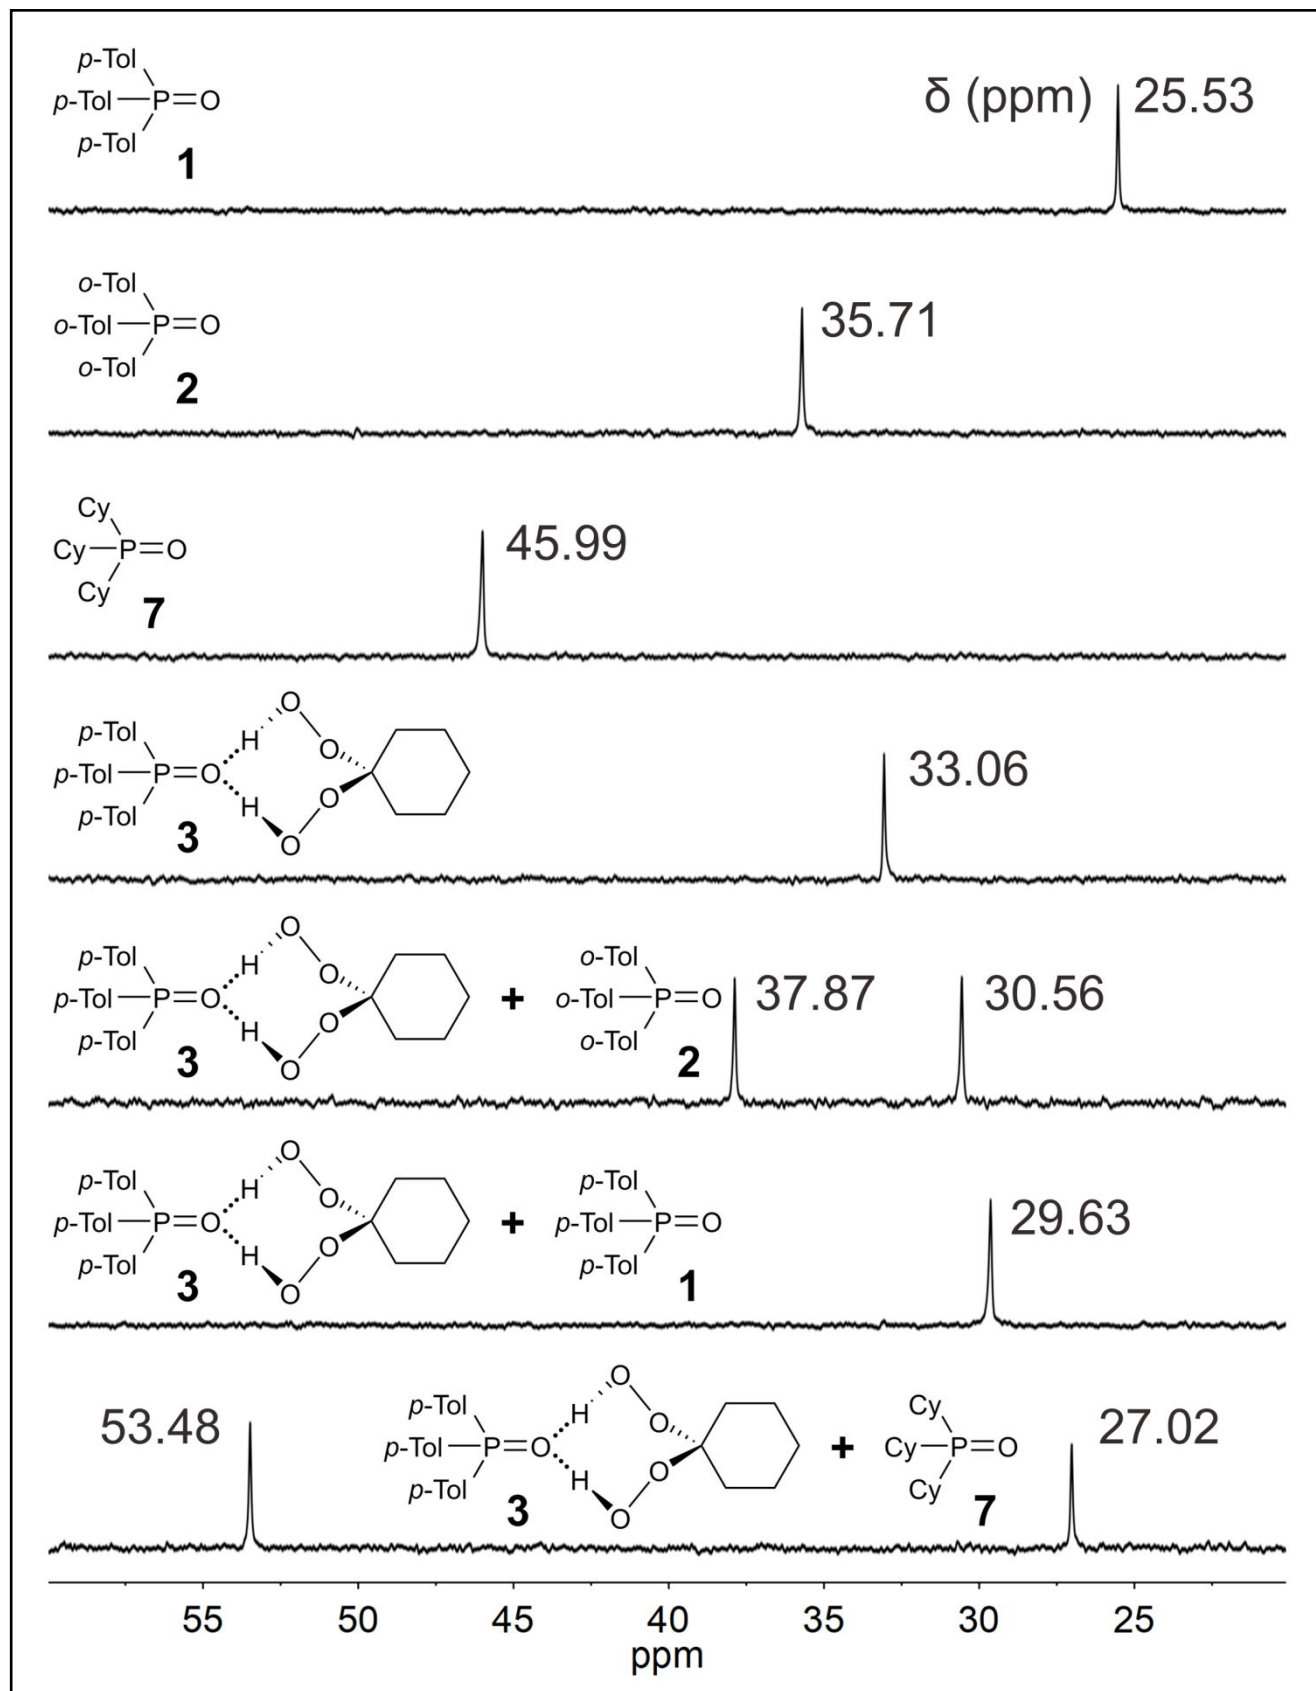 p-Tol
p-Tol—P=O
p-Tol
1
δ (ppm) 25.53
o-Tol
o-Tol—P=O
o-Tol
2
35.71
Cy
Cy—P=O
Cy
7
45.99
p-Tol
p-Tol—P=O
p-Tol
3
H O
O
O
H O
33.06
p-Tol
p-Tol—P=O
p-Tol
3
H O
O
O
H O
+
o-Tol
o-Tol—P=O
o-Tol
2
37.87
30.56
p-Tol
p-Tol—P=O
p-Tol
3
H O
O
O
H O
+
p-Tol
p-Tol—P=O
p-Tol
1
29.63
53.48
p-Tol
p-Tol—P=O
p-Tol
3
H O
O
O
H O
+
Cy
Cy—P=O
Cy
7
27.02
55 50 45 40 35 30 25
ppm